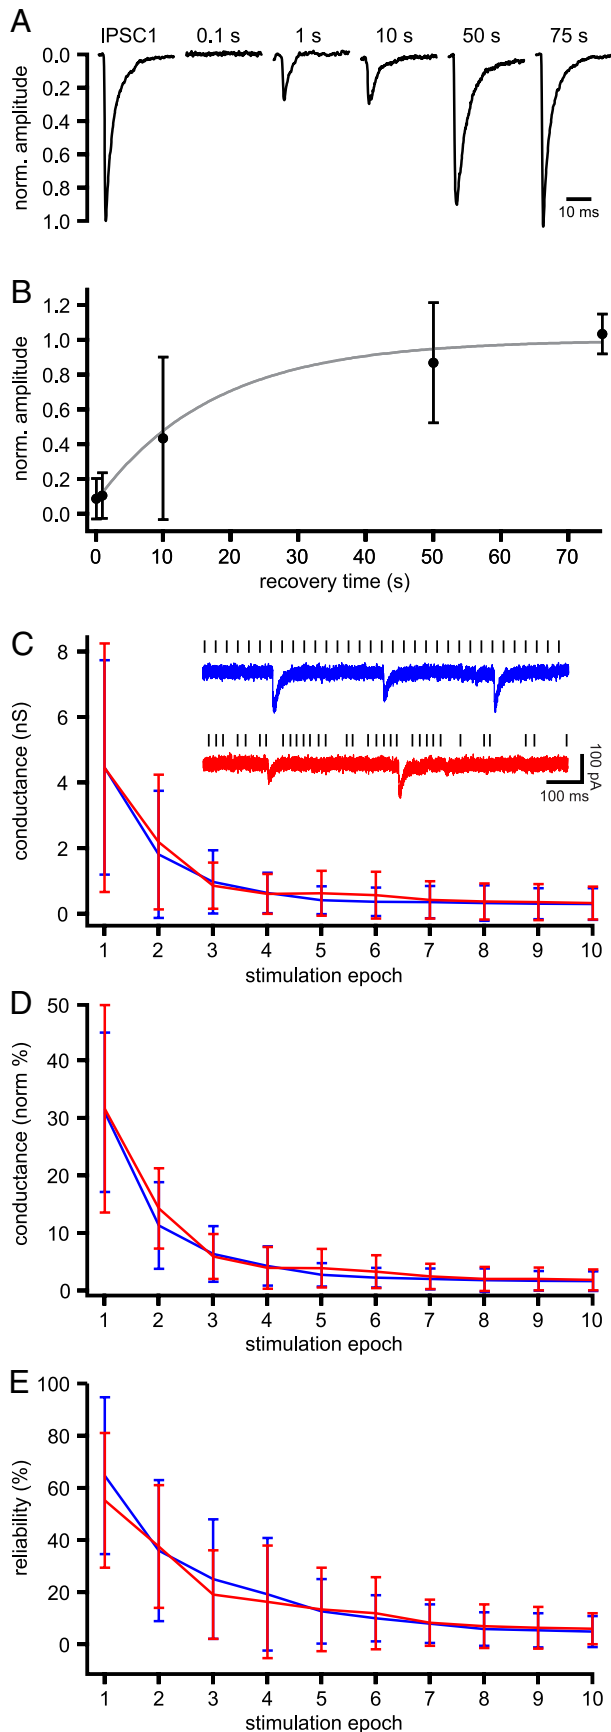 A
IPSC1 0.1 s 1 s 10 s 50 s 75 s
0.0
0.2
0.4
0.6
0.8
1.0
norm. amplitude
10 ms
B
1.2
1.0
0.8
0.6
0.4
0.2
0.0
norm. amplitude
0 10 20 30 40 50 60 70
recovery time (s)
C
8
6
4
2
0
conductance (nS)
100 pA
100 ms
1 2 3 4 5 6 7 8 9 10
stimulation epoch
D
50
40
30
20
10
0
conductance (norm %)
1 2 3 4 5 6 7 8 9 10
stimulation epoch
E
100
80
60
40
20
0
reliability (%)
1 2 3 4 5 6 7 8 9 10
stimulation epoch